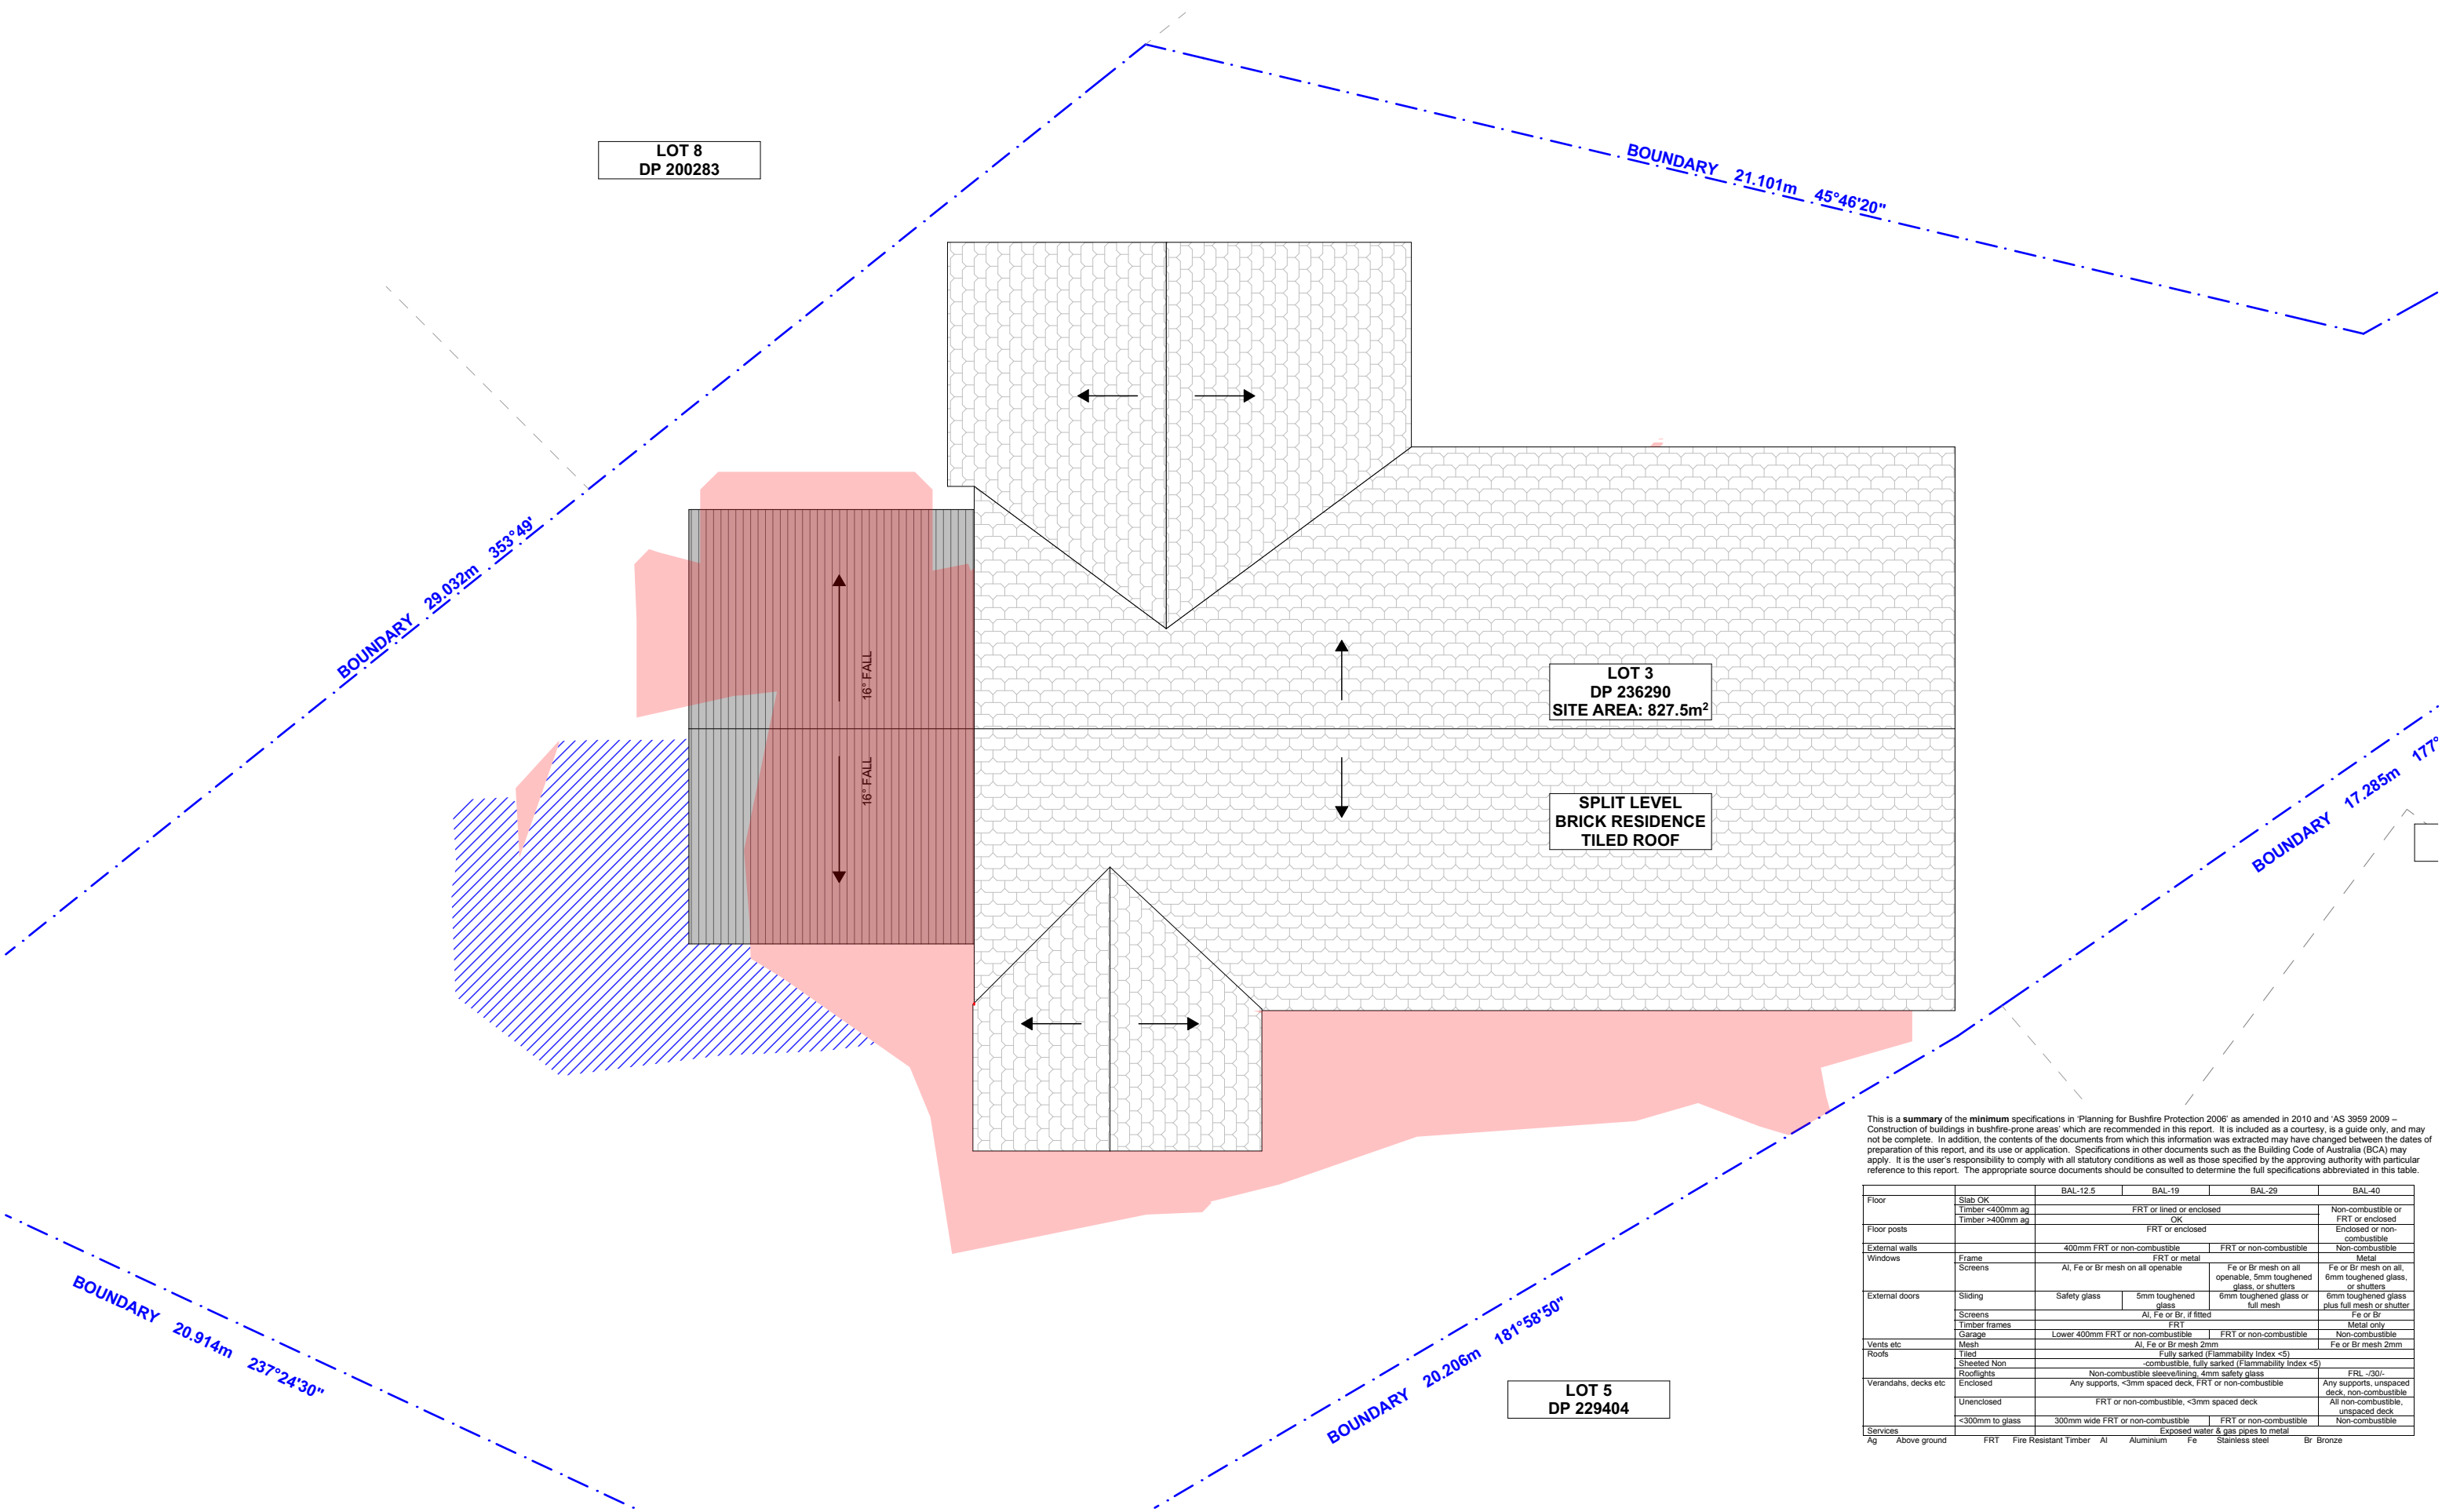 LOT 8
DP 200283
BOUNDARY 21.101m 45°46'20"
BOUNDARY 29.032m 353°49'
16° FALL
16° FALL
LOT 3
DP 236290
SITE AREA: 827.5m²
SPLIT LEVEL
BRICK RESIDENCE
TILED ROOF
BOUNDARY 17.285m 177°
BOUNDARY 20.914m 237°24'30"
BOUNDARY 20.206m 181°58'50"
LOT 5
DP 229404
This is a summary of the minimum specifications in 'Planning for Bushfire Protection 2006' as amended in 2010 and 'AS 3959 2009 –
Construction of buildings in bushfire-prone areas' which are recommended in this report. It is included as a courtesy, is a guide only, and may
not be complete. In addition, the contents of the documents from which this information was extracted may have changed between the dates of
preparation of this report, and its use or application. Specifications in other documents such as the Building Code of Australia (BCA) may
apply. It is the user's responsibility to comply with all statutory conditions as well as those specified by the approving authority with particular
reference to this report. The appropriate source documents should be consulted to determine the full specifications abbreviated in this table.
BAL-12.5 BAL-19 BAL-29 BAL-40
Floor Slab OK
Timber <400mm ag FRT or lined or enclosed Non-combustible or
Timber >400mm ag OK FRT or enclosed
Floor posts FRT or enclosed Enclosed or non-
combustible
External walls 400mm FRT or non-combustible FRT or non-combustible Non-combustible
Windows Frame FRT or metal Metal
Screens Al, Fe or Br mesh on all openable Fe or Br mesh on all Fe or Br mesh on all,
openable, 5mm toughened 6mm toughened glass,
glass, or shutters or shutters
External doors Sliding Safety glass 5mm toughened 6mm toughened glass or 6mm toughened glass
glass full mesh plus full mesh or shutter
Screens Al, Fe or Br, if fitted Fe or Br
Timber frames FRT Metal only
Garage Lower 400mm FRT or non-combustible FRT or non-combustible Non-combustible
Vents etc Mesh Al, Fe or Br mesh 2mm Fe or Br mesh 2mm
Roofs Tiled Fully sarked (Flammability Index <5)
Sheeted Non -combustible, fully sarked (Flammability Index <5)
Rooflights Non-combustible sleeve/lining, 4mm safety glass FRL -/30/-
Verandahs, decks etc Enclosed Any supports, <3mm spaced deck, FRT or non-combustible Any supports, unspaced
deck, non-combustible
Unenclosed FRT or non-combustible, <3mm spaced deck All non-combustible,
unspaced deck
<300mm to glass 300mm wide FRT or non-combustible FRT or non-combustible Non-combustible
Services Exposed water & gas pipes to metal
Ag Above ground FRT Fire Resistant Timber Al Aluminium Fe Stainless steel Br Bronze